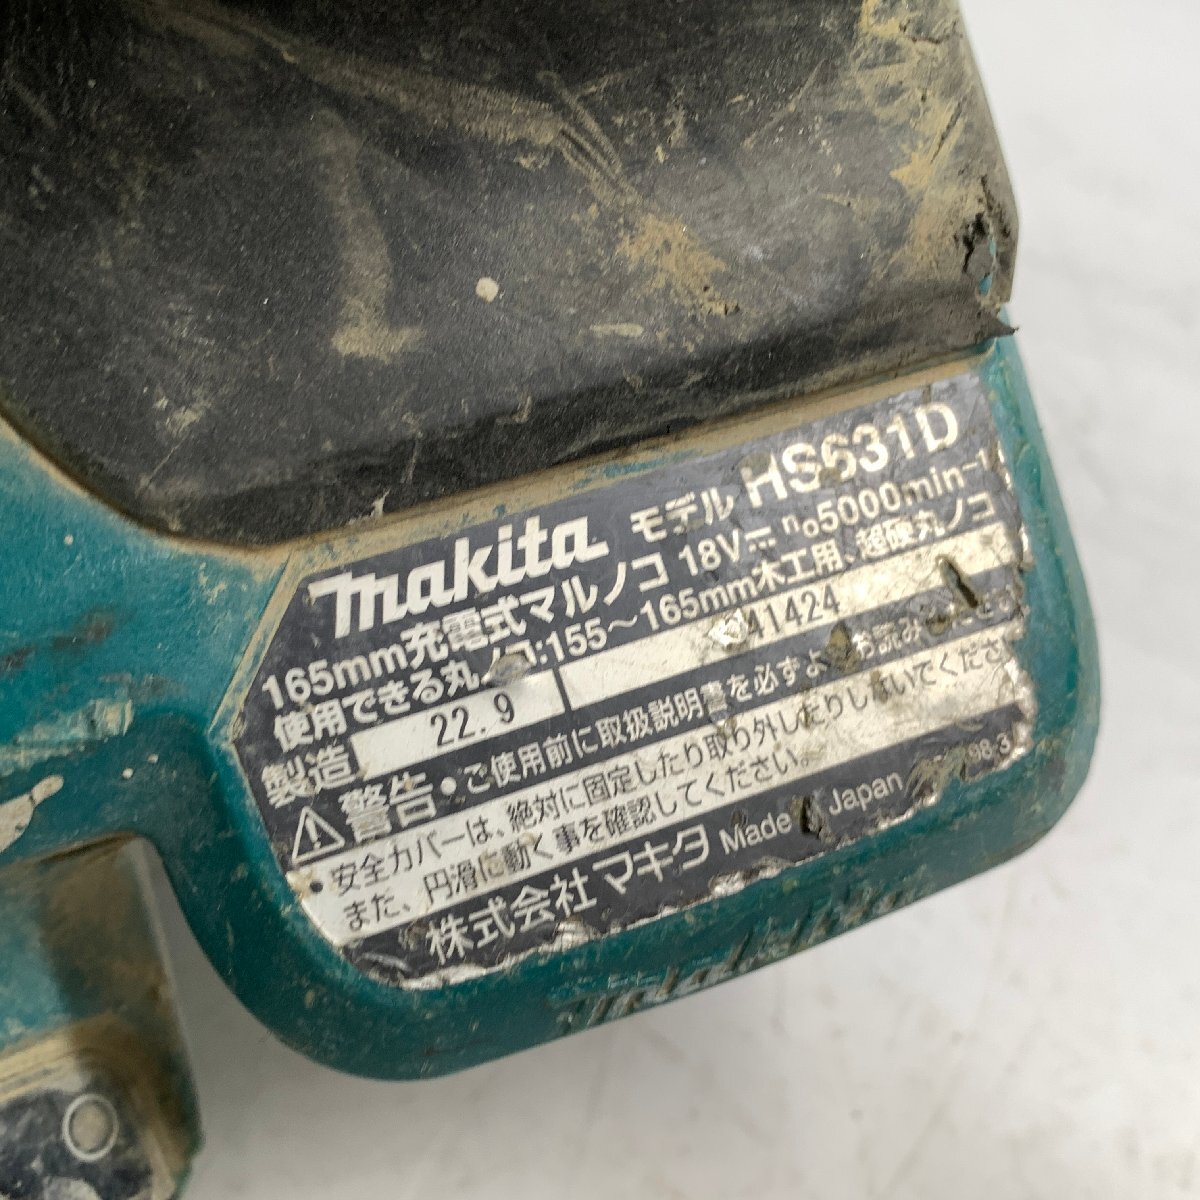 makita モデル HS631D
165mm充電式マルノコ 18V⎓ n₀5000min⁻¹
使用できる丸ノコ:155～165mm木工用、超硬丸ノコ
製造 22.9 41424
⚠警告・ご使用前に取扱説明書を必ずよくお読みください
・安全カバーは、絶対に固定したり取り外したりしないでくださ
また、円滑に動く事を確認してください。
株式会社 マキタ Made in Japan 98-3